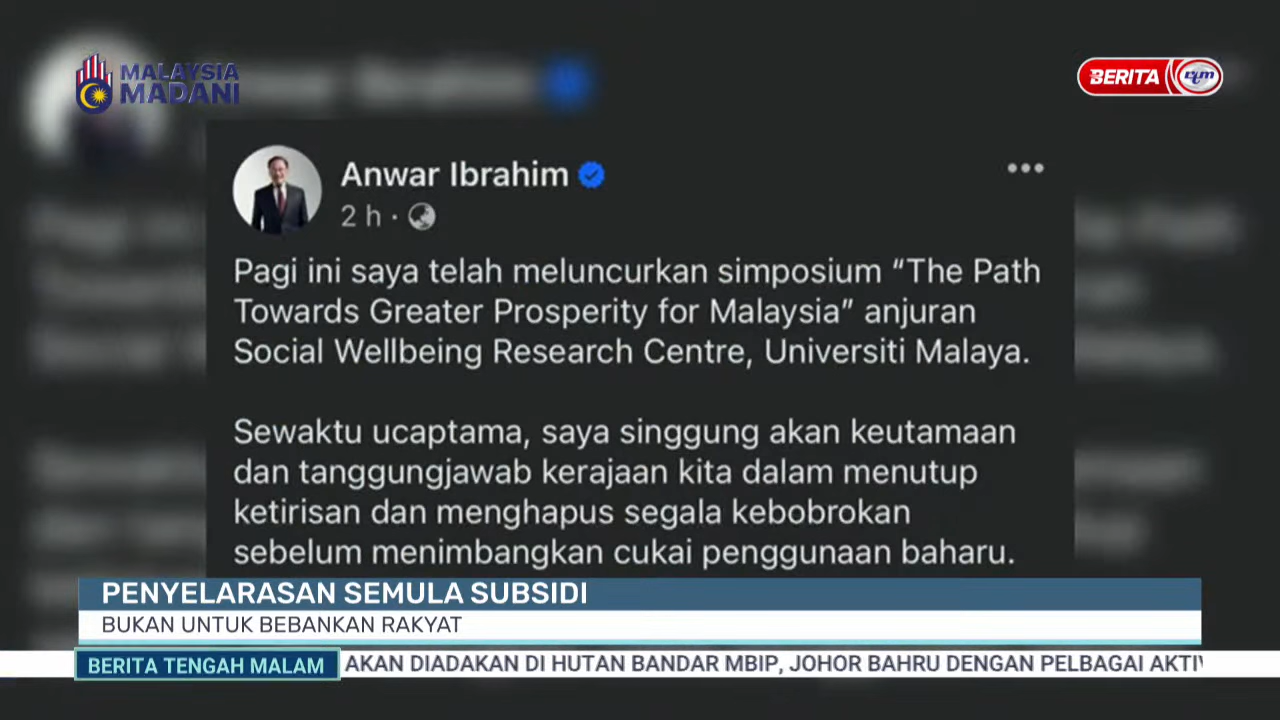 MALAYSIA
MADANI
BERITA rtm
Anwar Ibrahim
2 h ·
Pagi ini saya telah meluncurkan simposium “The Path
Towards Greater Prosperity for Malaysia” anjuran
Social Wellbeing Research Centre, Universiti Malaya.
Sewaktu ucaptama, saya singgung akan keutamaan
dan tanggungjawab kerajaan kita dalam menutup
ketirisan dan menghapus segala kebobrokan
sebelum menimbangkan cukai penggunaan baharu.
PENYELARASAN SEMULA SUBSIDI
BUKAN UNTUK BEBANKAN RAKYAT
BERITA TENGAH MALAM AKAN DIADAKAN DI HUTAN BANDAR MBIP, JOHOR BAHRU DENGAN PELBAGAI AKTI